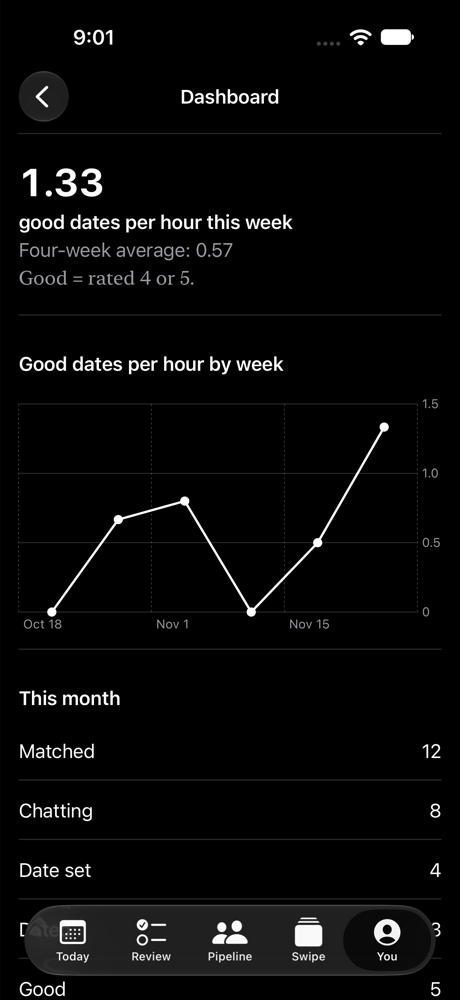 9:01
Dashboard
1.33
good dates per hour this week
Four-week average: 0.57
Good = rated 4 or 5.
Good dates per hour by week
1.5
1.0
0.5
0
Oct 18
Nov 1
Nov 15
This month
Matched
12
Chatting
8
Date set
4
3
Today
Review
Pipeline
Swipe
You
Good
5